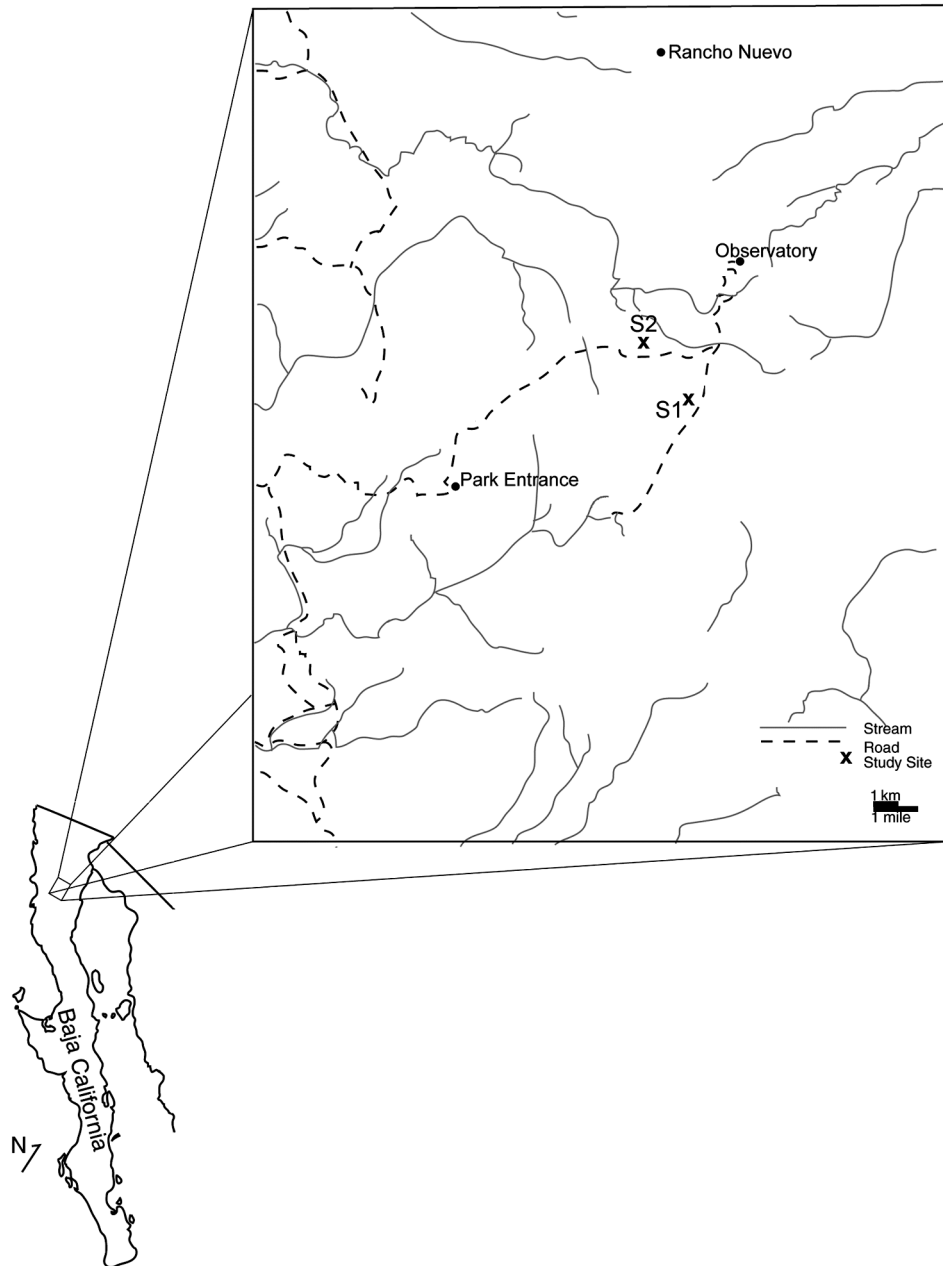 Rancho Nuevo
Observatory
S2
x
S1
x
Park Entrance
Stream
Road
x Study Site
1 km
1 mile
Baja California
N